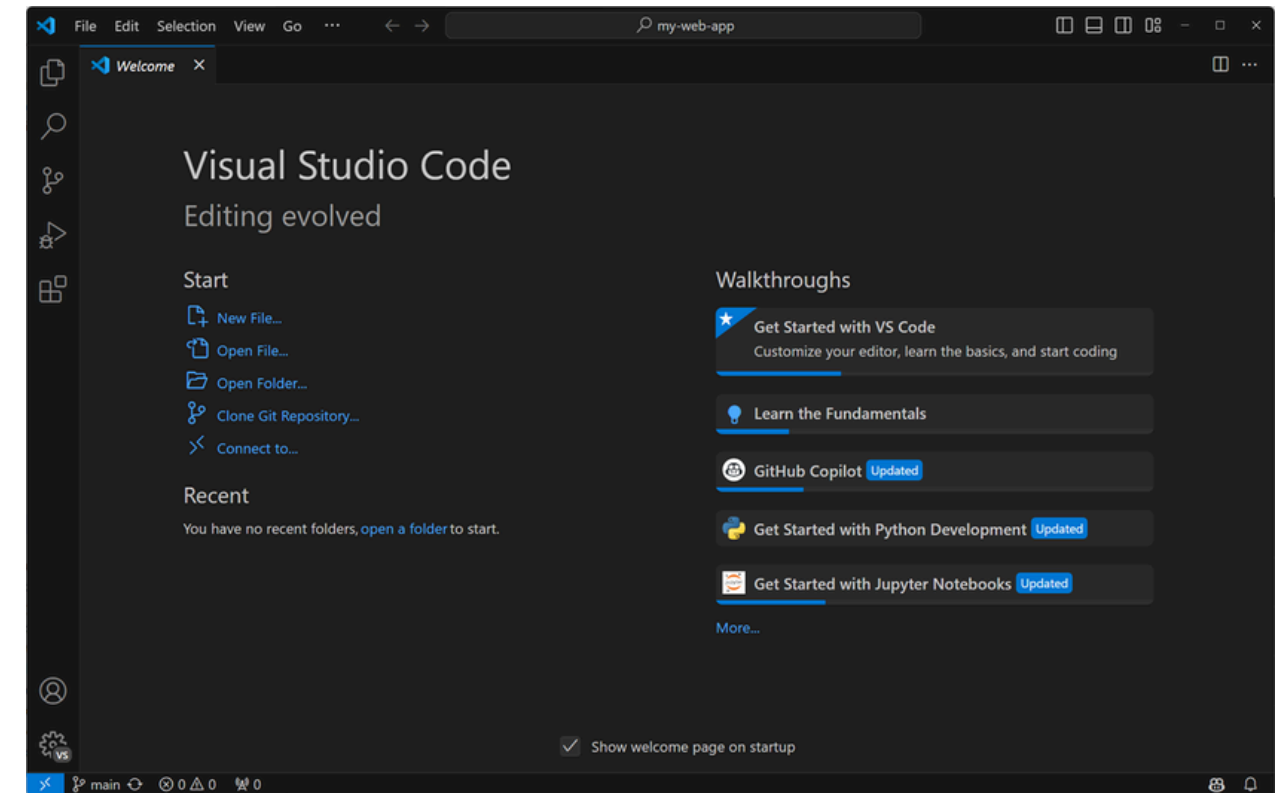 File Edit Selection View Go ··· my-web-app
Welcome
Visual Studio Code
Editing evolved
Start
New File...
Open File...
Open Folder...
Clone Git Repository...
Connect to...
Recent
You have no recent folders, open a folder to start.
Walkthroughs
Get Started with VS Code
Customize your editor, learn the basics, and start coding
Learn the Fundamentals
GitHub Copilot Updated
Get Started with Python Development Updated
Get Started with Jupyter Notebooks Updated
More...
Show welcome page on startup
VS
main 0 0 0